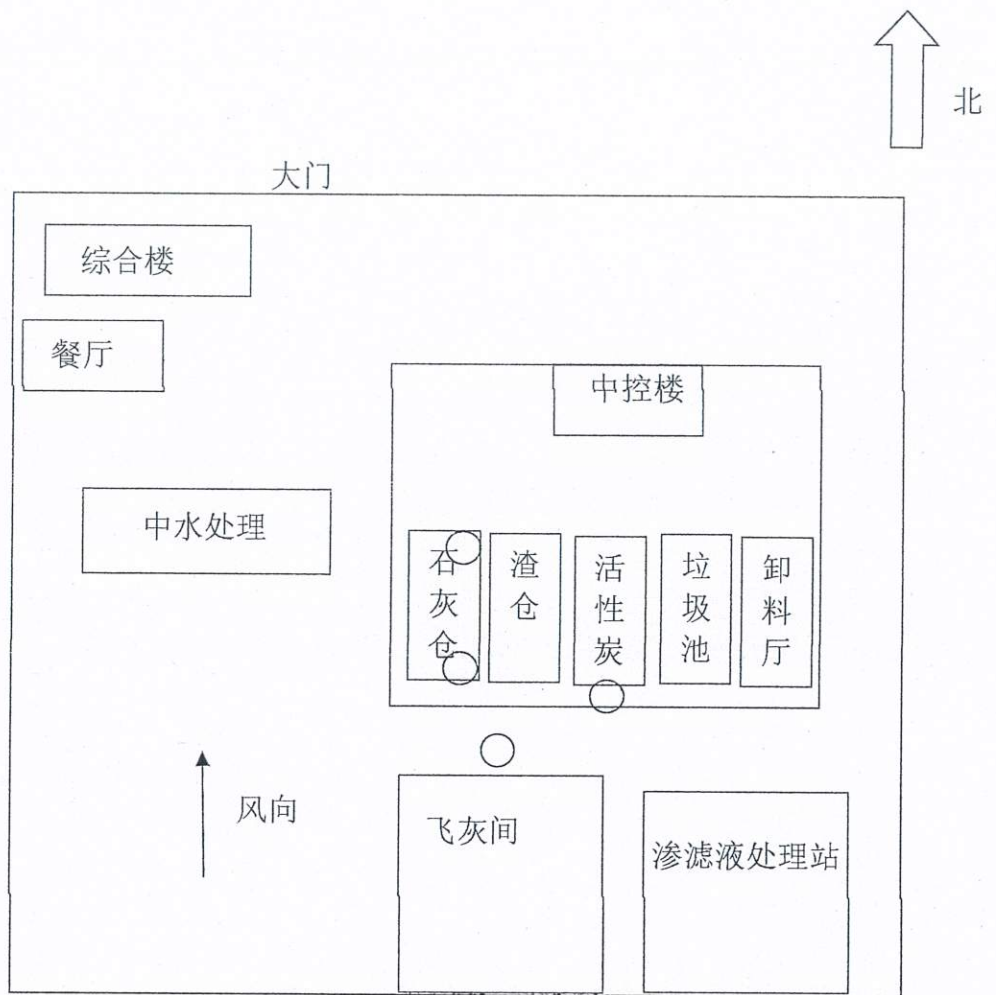 北
大门
综合楼
餐厅
中控楼
中水处理
石灰仓
渣仓
活性炭
垃圾池
卸料厅
风向
飞灰间
渗滤液处理站